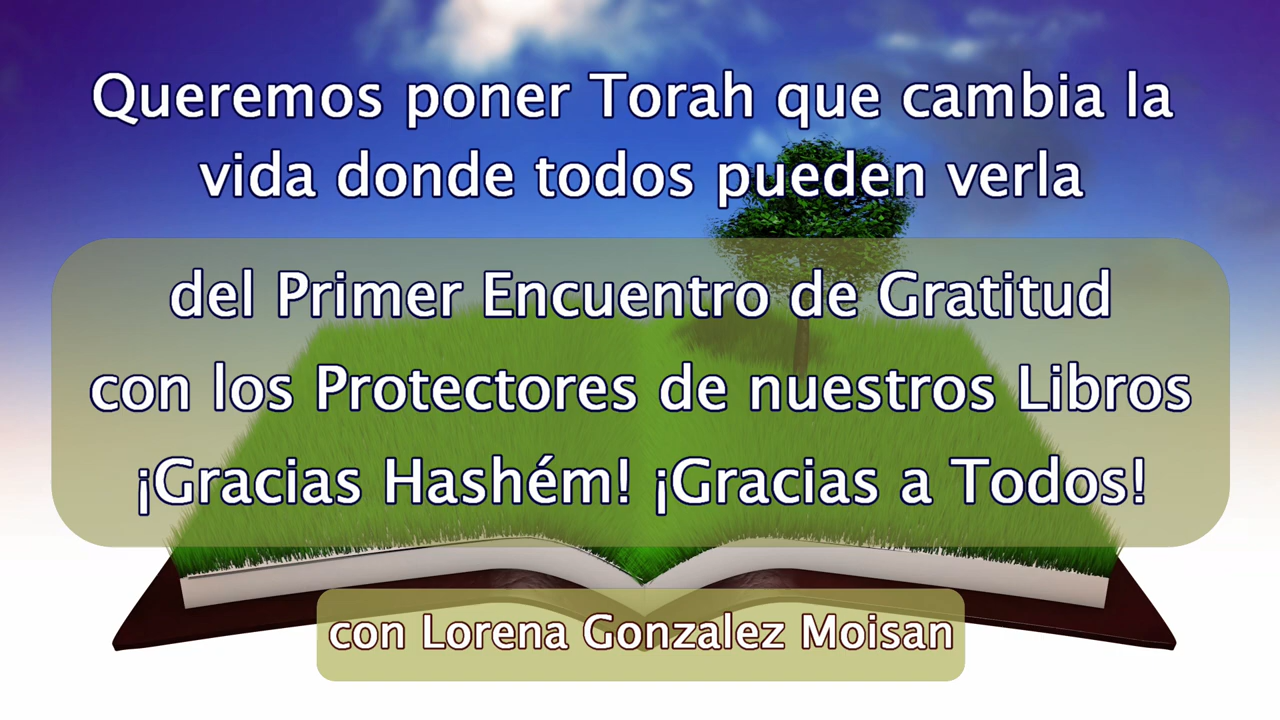 Queremos poner Torah que cambia la
vida donde todos pueden verla
del Primer Encuentro de Gratitud
con los Protectores de nuestros Libros
¡Gracias Hashém! ¡Gracias a Todos!
con Lorena Gonzalez Moisan